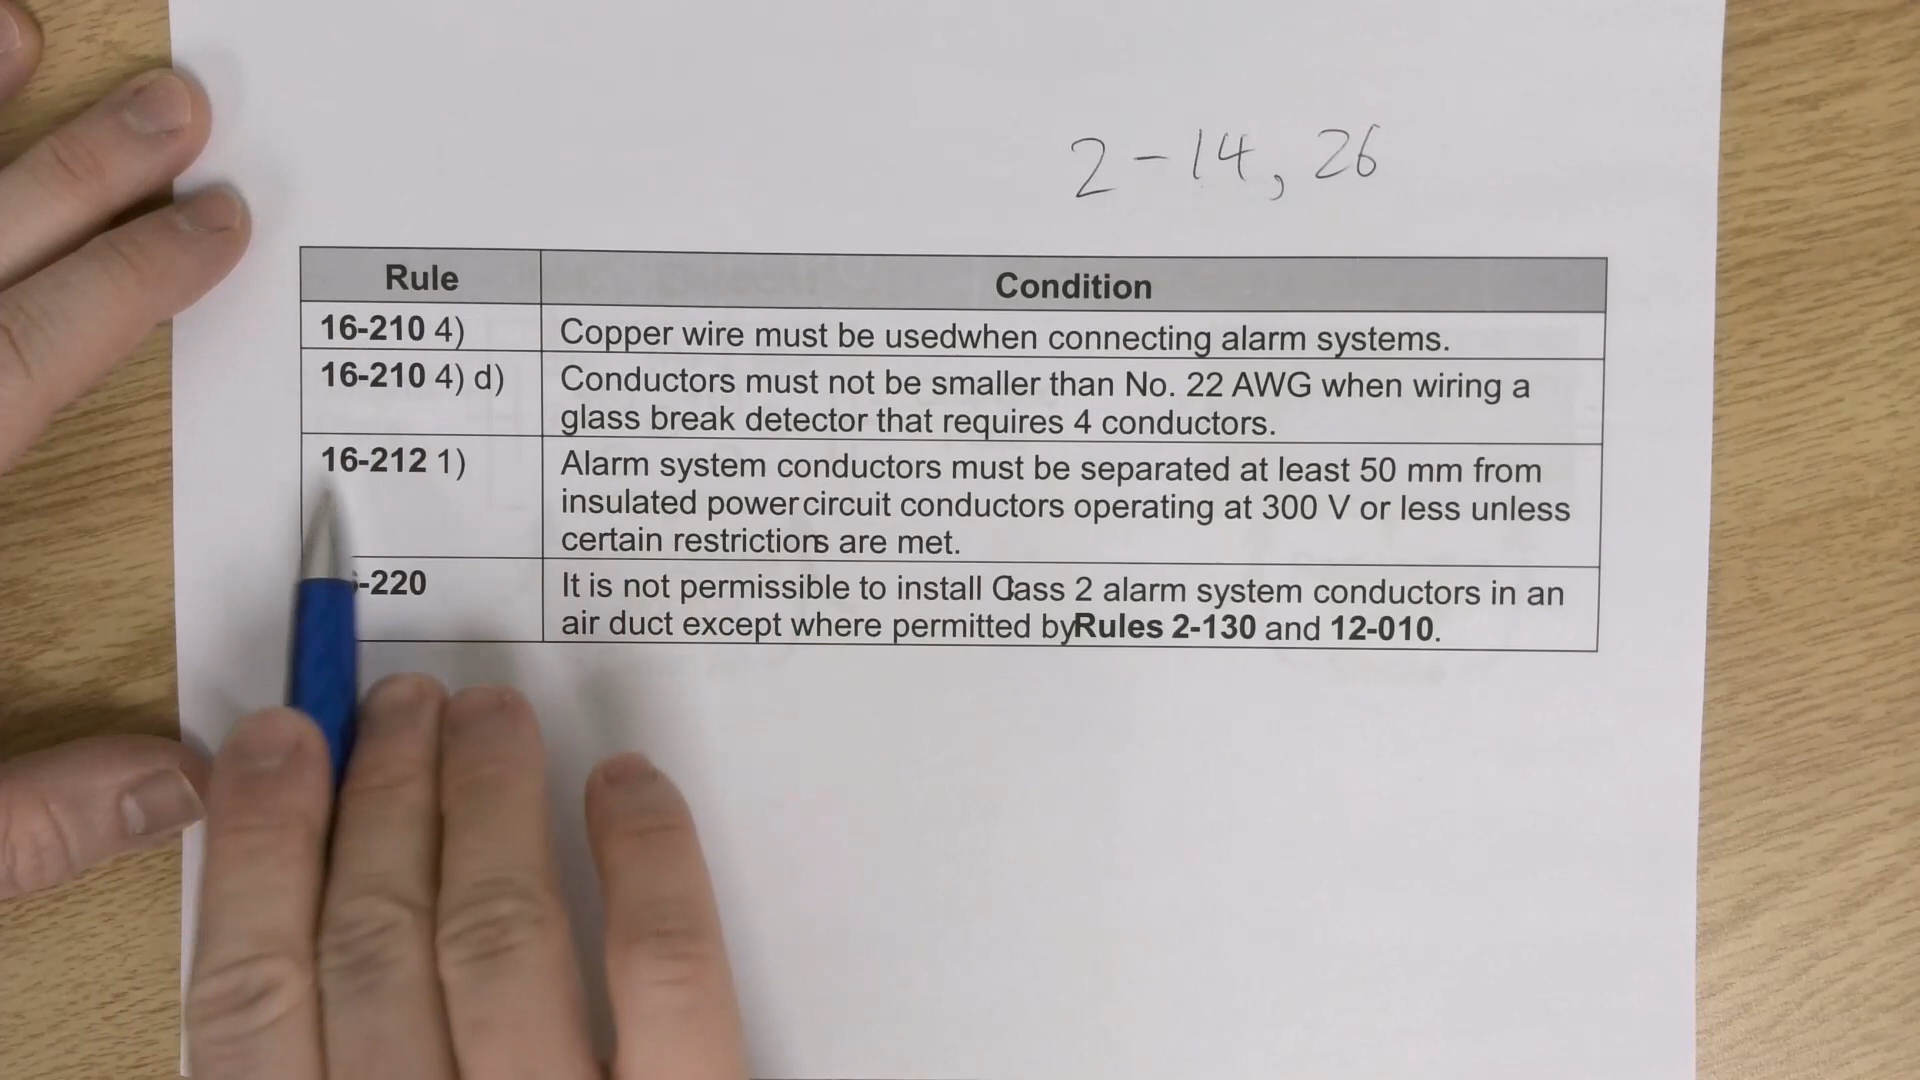 2-14, 26
Rule Condition
16-210 4) Copper wire must be usedwhen connecting alarm systems.
16-210 4) d) Conductors must not be smaller than No. 22 AWG when wiring a
glass break detector that requires 4 conductors.
16-212 1) Alarm system conductors must be separated at least 50 mm from
insulated power circuit conductors operating at 300 V or less unless
certain restrictions are met.
-220 It is not permissible to install Class 2 alarm system conductors in an
air duct except where permitted byRules 2-130 and 12-010.